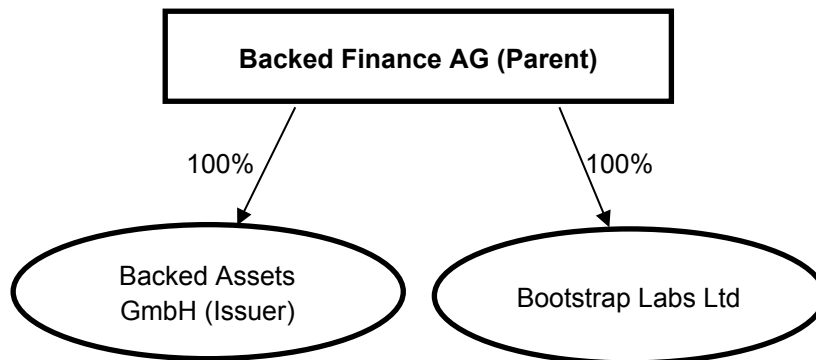 Backed Finance AG (Parent)
100%
100%
Backed Assets
GmbH (Issuer)
Bootstrap Labs Ltd